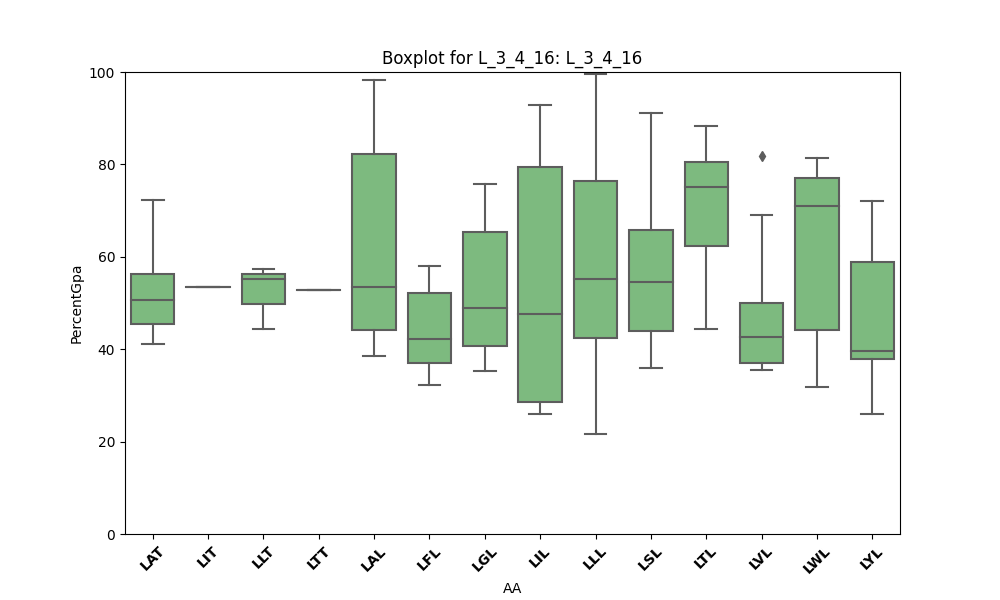 Boxplot for L_3_4_16: L_3_4_16
PercentGpa
100
80
60
40
20
0
LAT LIT LLT LTT LAL LFL LGL LIL LLL LSL LTL LVL LWL LYL
AA